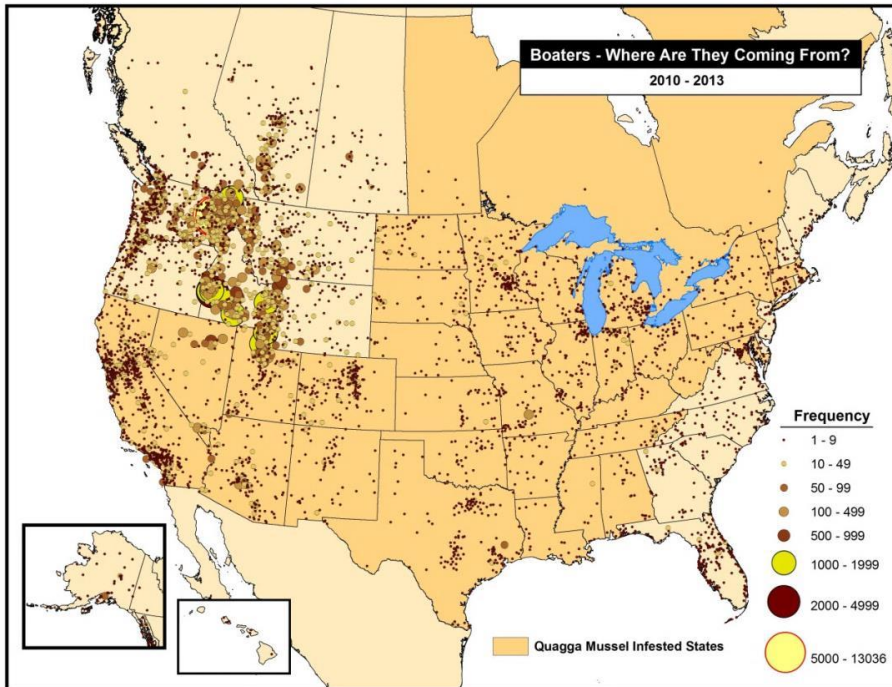 Boaters - Where Are They Coming From?
2010 - 2013
Frequency
1 - 9
10 - 49
50 - 99
100 - 499
500 - 999
1000 - 1999
2000 - 4999
5000 - 13036
Quagga Mussel Infested States